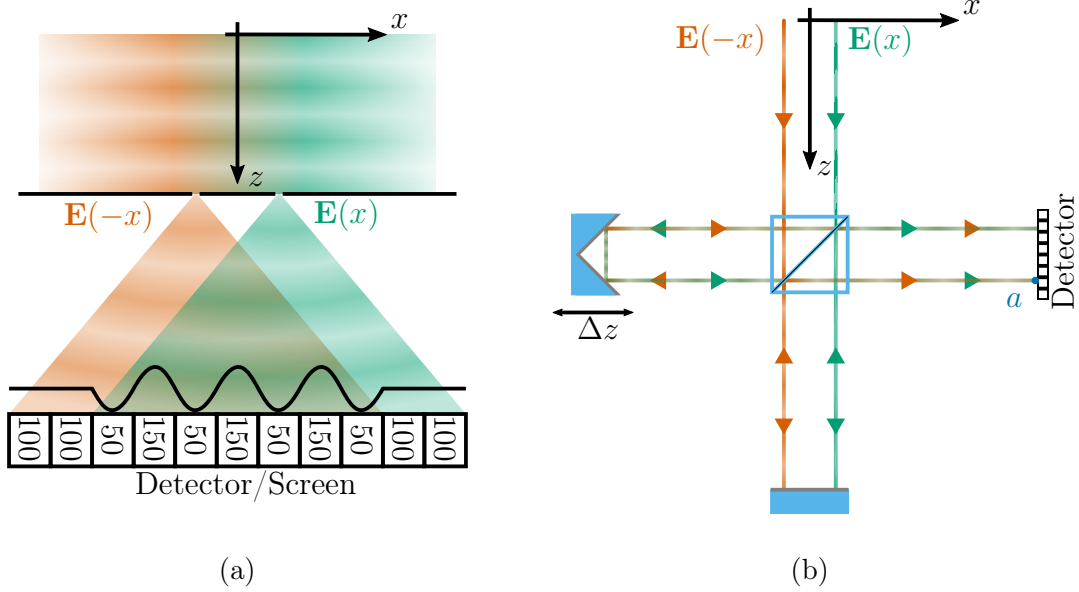 x
z
E(−x)
E(x)
100 100 50 150 50 150 50 150 50 100 100
Detector/Screen
(a)
x
E(−x)
E(x)
z
Δz
a
Detector
(b)